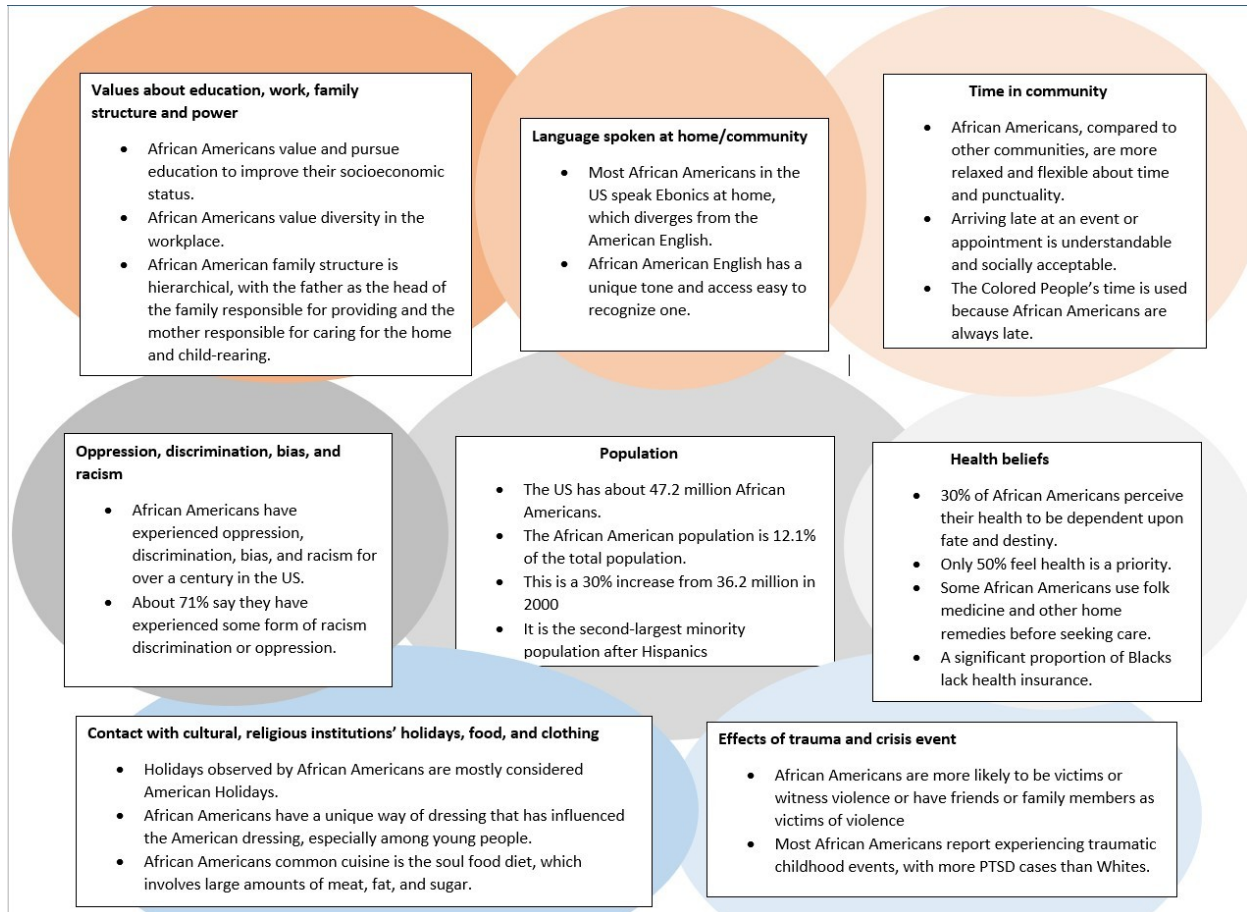 Values about education, work, family
structure and power
• African Americans value and pursue
education to improve their socioeconomic
status.
• African Americans value diversity in the
workplace.
• African American family structure is
hierarchical, with the father as the head of
the family responsible for providing and the
mother responsible for caring for the home
and child-rearing.
Language spoken at home/community
• Most African Americans in the
US speak Ebonics at home,
which diverges from the
American English.
• African American English has a
unique tone and access easy to
recognize one.
Time in community
• African Americans, compared to
other communities, are more
relaxed and flexible about time
and punctuality.
• Arriving late at an event or
appointment is understandable
and socially acceptable.
• The Colored People’s time is used
because African Americans are
always late.
Oppression, discrimination, bias, and
racism
• African Americans have
experienced oppression,
discrimination, bias, and racism for
over a century in the US.
• About 71% say they have
experienced some form of racism
discrimination or oppression.
Population
• The US has about 47.2 million African
Americans.
• The African American population is 12.1%
of the total population.
• This is a 30% increase from 36.2 million in
2000
• It is the second-largest minority
population after Hispanics
Health beliefs
• 30% of African Americans perceive
their health to be dependent upon
fate and destiny.
• Only 50% feel health is a priority.
• Some African Americans use folk
medicine and other home
remedies before seeking care.
• A significant proportion of Blacks
lack health insurance.
Contact with cultural, religious institutions’ holidays, food, and clothing
• Holidays observed by African Americans are mostly considered
American Holidays.
• African Americans have a unique way of dressing that has influenced
the American dressing, especially among young people.
• African Americans common cuisine is the soul food diet, which
involves large amounts of meat, fat, and sugar.
Effects of trauma and crisis event
• African Americans are more likely to be victims or
witness violence or have friends or family members as
victims of violence
• Most African Americans report experiencing traumatic
childhood events, with more PTSD cases than Whites.